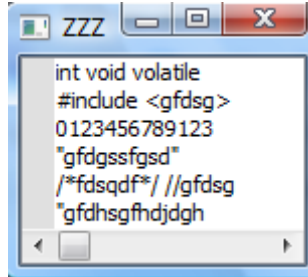 ZZZ
int void volatile
#include <gfdsg>
0123456789123
"gfdgssfgsd"
/*fdsqdf*/ //gfdsg
"gfdhsgfhdjdgh